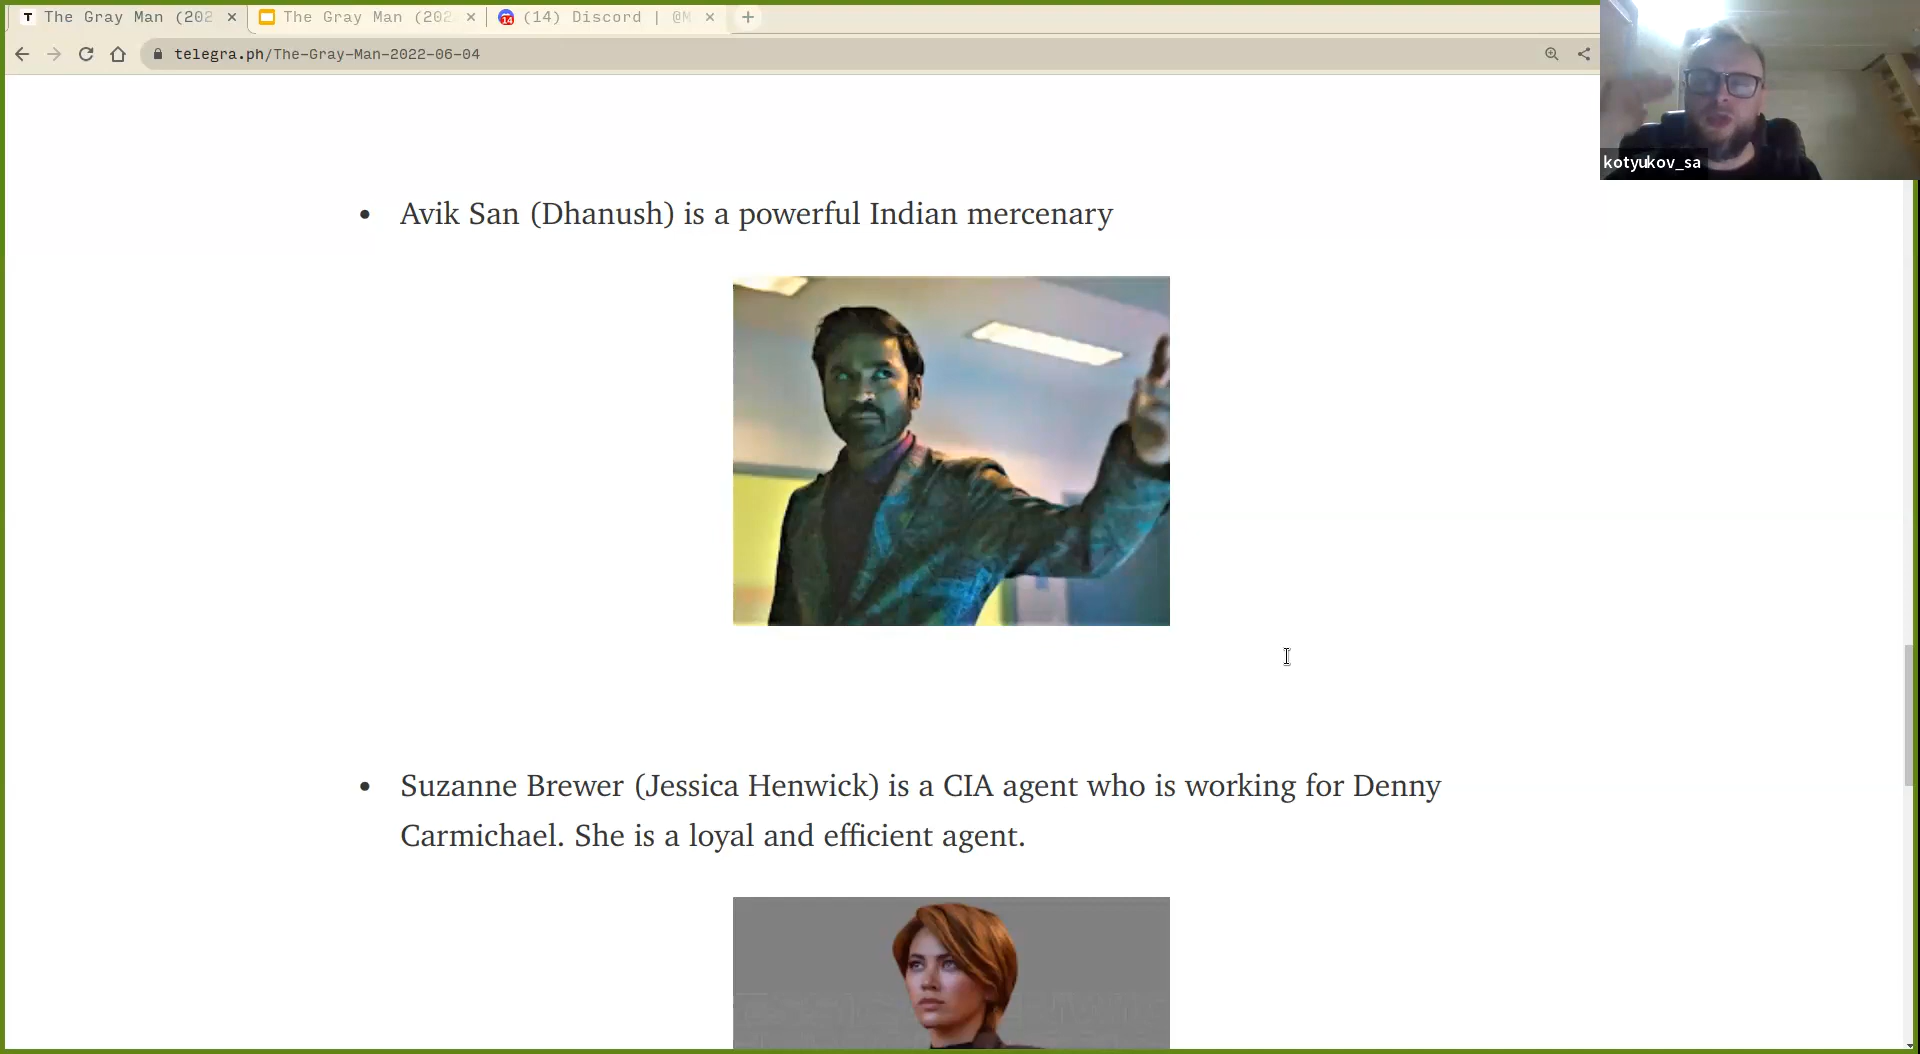 The Gray Man (202
The Gray Man (202
(14) Discord | @M
telegra.ph/The-Gray-Man-2022-06-04
kotyukov_sa
• Avik San (Dhanush) is a powerful Indian mercenary
• Suzanne Brewer (Jessica Henwick) is a CIA agent who is working for Denny
Carmichael. She is a loyal and efficient agent.